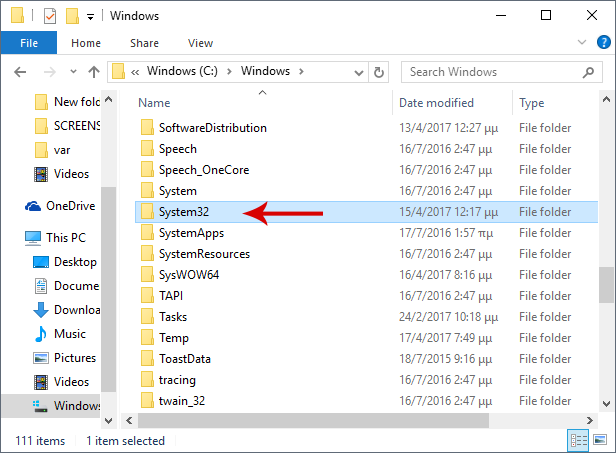 Windows
File Home Share View
« Windows (C:) Windows Search Windows
New fold
SCREENS
var
Videos
OneDrive
This PC
Desktop
Docume
Downloa
Music
Pictures
Videos
Windows
Name Date modified Type
SoftwareDistribution 13/4/2017 12:27 μμ File folder
Speech 16/7/2016 2:47 μμ File folder
Speech_OneCore 16/7/2016 2:47 μμ File folder
System 16/7/2016 2:47 μμ File folder
System32 15/4/2017 12:17 μμ File folder
SystemApps 17/7/2016 1:57 πμ File folder
SystemResources 16/7/2016 2:47 μμ File folder
SysWOW64 16/4/2017 8:16 μμ File folder
TAPI 16/7/2016 2:47 μμ File folder
Tasks 24/2/2017 10:18 μμ File folder
Temp 17/4/2017 7:49 μμ File folder
ToastData 18/7/2015 9:16 μμ File folder
tracing 16/7/2016 2:47 μμ File folder
twain_32 16/7/2016 2:47 μμ File folder
111 items 1 item selected